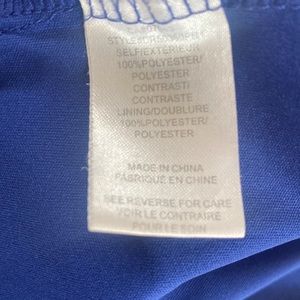 SELF/EXTERIEUR
100%POLYESTER/
POLYESTER
CONTRAST/
CONTRASTE
LINING/DOUBLURE
100%POLYESTER/
POLYESTER
MADE IN CHINA
FABRIQUÉ EN CHINE
SEE REVERSE FOR CARE
VOIR LE CONTRAIRE
POUR LE SOIN